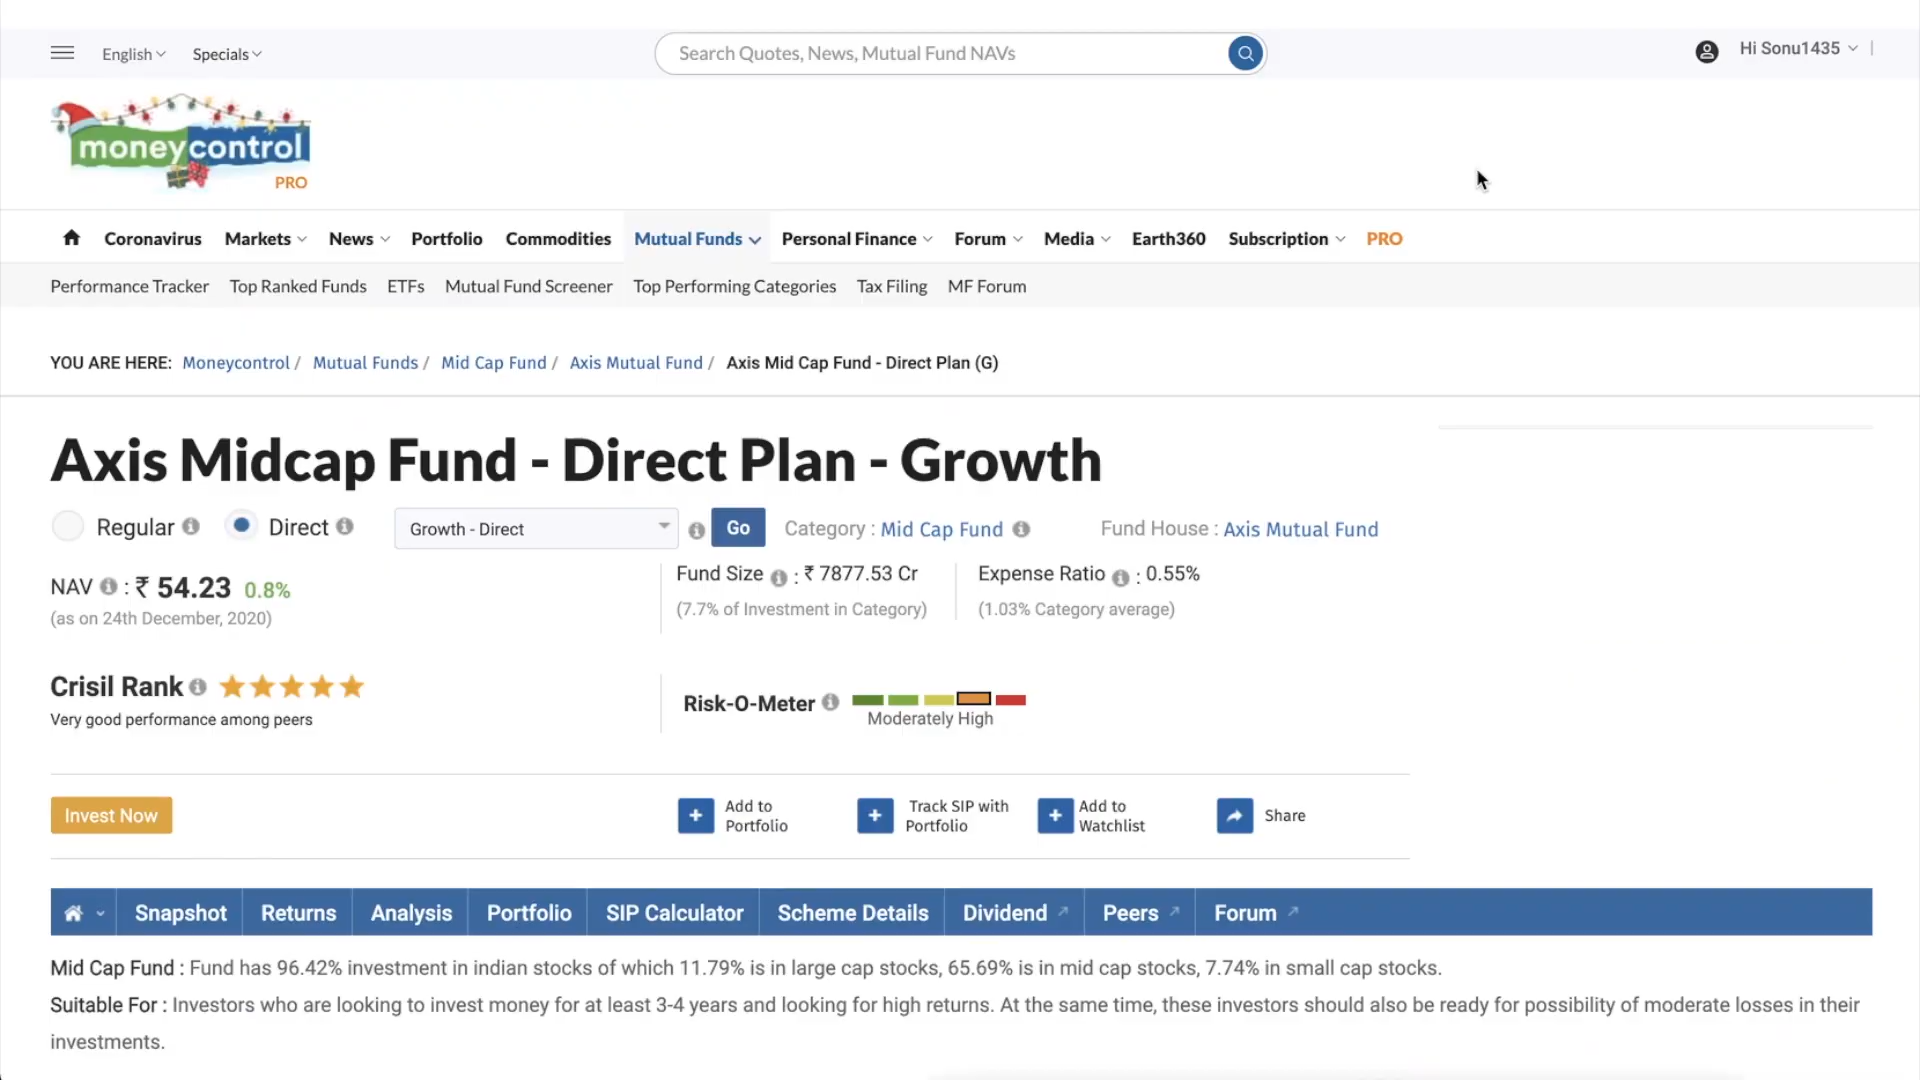 English Specials Search Quotes, News, Mutual Fund NAVs Hi Sonu1435
moneycontrol
PRO
Coronavirus Markets News Portfolio Commodities Mutual Funds Personal Finance Forum Media Earth360 Subscription PRO
Performance Tracker Top Ranked Funds ETFs Mutual Fund Screener Top Performing Categories Tax Filing MF Forum
YOU ARE HERE: Moneycontrol / Mutual Funds / Mid Cap Fund / Axis Mutual Fund / Axis Mid Cap Fund - Direct Plan (G)
Axis Midcap Fund - Direct Plan - Growth
Regular Direct Growth - Direct Go Category : Mid Cap Fund Fund House : Axis Mutual Fund
NAV : ₹ 54.23 0.8%
(as on 24th December, 2020)
Fund Size : ₹ 7877.53 Cr
(7.7% of Investment in Category)
Expense Ratio : 0.55%
(1.03% Category average)
Crisil Rank
Very good performance among peers
Risk-O-Meter
Moderately High
Invest Now
Add to
Portfolio
Track SIP with
Portfolio
Add to
Watchlist
Share
Snapshot Returns Analysis Portfolio SIP Calculator Scheme Details Dividend Peers Forum
Mid Cap Fund : Fund has 96.42% investment in indian stocks of which 11.79% is in large cap stocks, 65.69% is in mid cap stocks, 7.74% in small cap stocks.
Suitable For : Investors who are looking to invest money for at least 3-4 years and looking for high returns. At the same time, these investors should also be ready for possibility of moderate losses in their
investments.